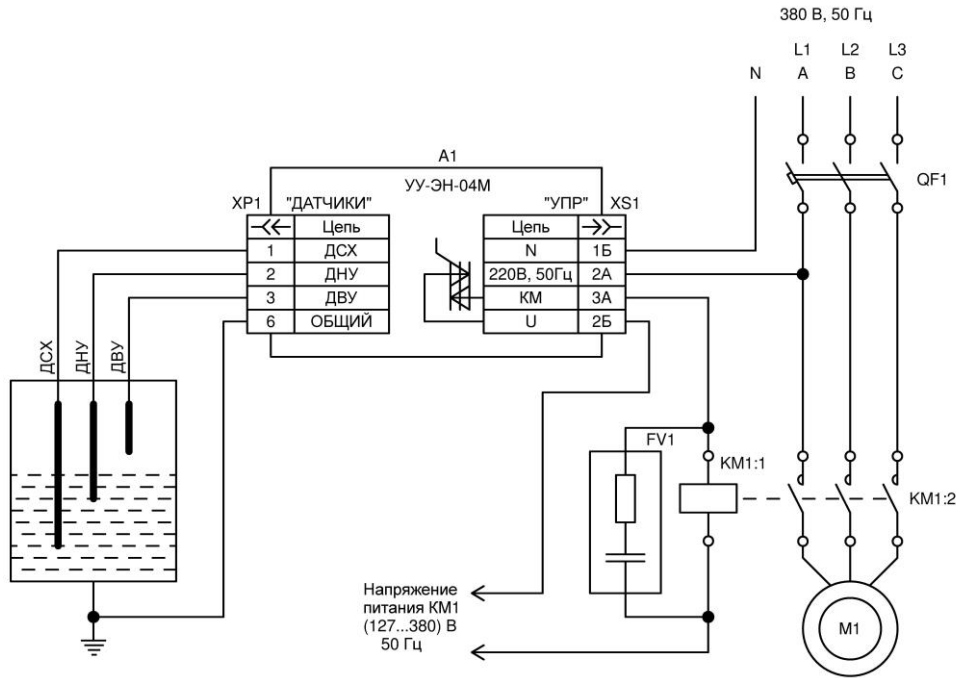 380 В, 50 Гц
L1 L2 L3
N A B C
A1
УУ-ЭН-04М
QF1
XP1 "ДАТЧИКИ" "УПР" XS1
Цепь Цепь
1 ДСХ N 1Б
2 ДНУ 220В, 50Гц 2А
3 ДВУ КМ 3А
6 ОБЩИЙ U 2Б
ДСХ
ДНУ
ДВУ
FV1
KM1:1
KM1:2
Напряжение
питания КМ1
(127...380) В
50 Гц
M1